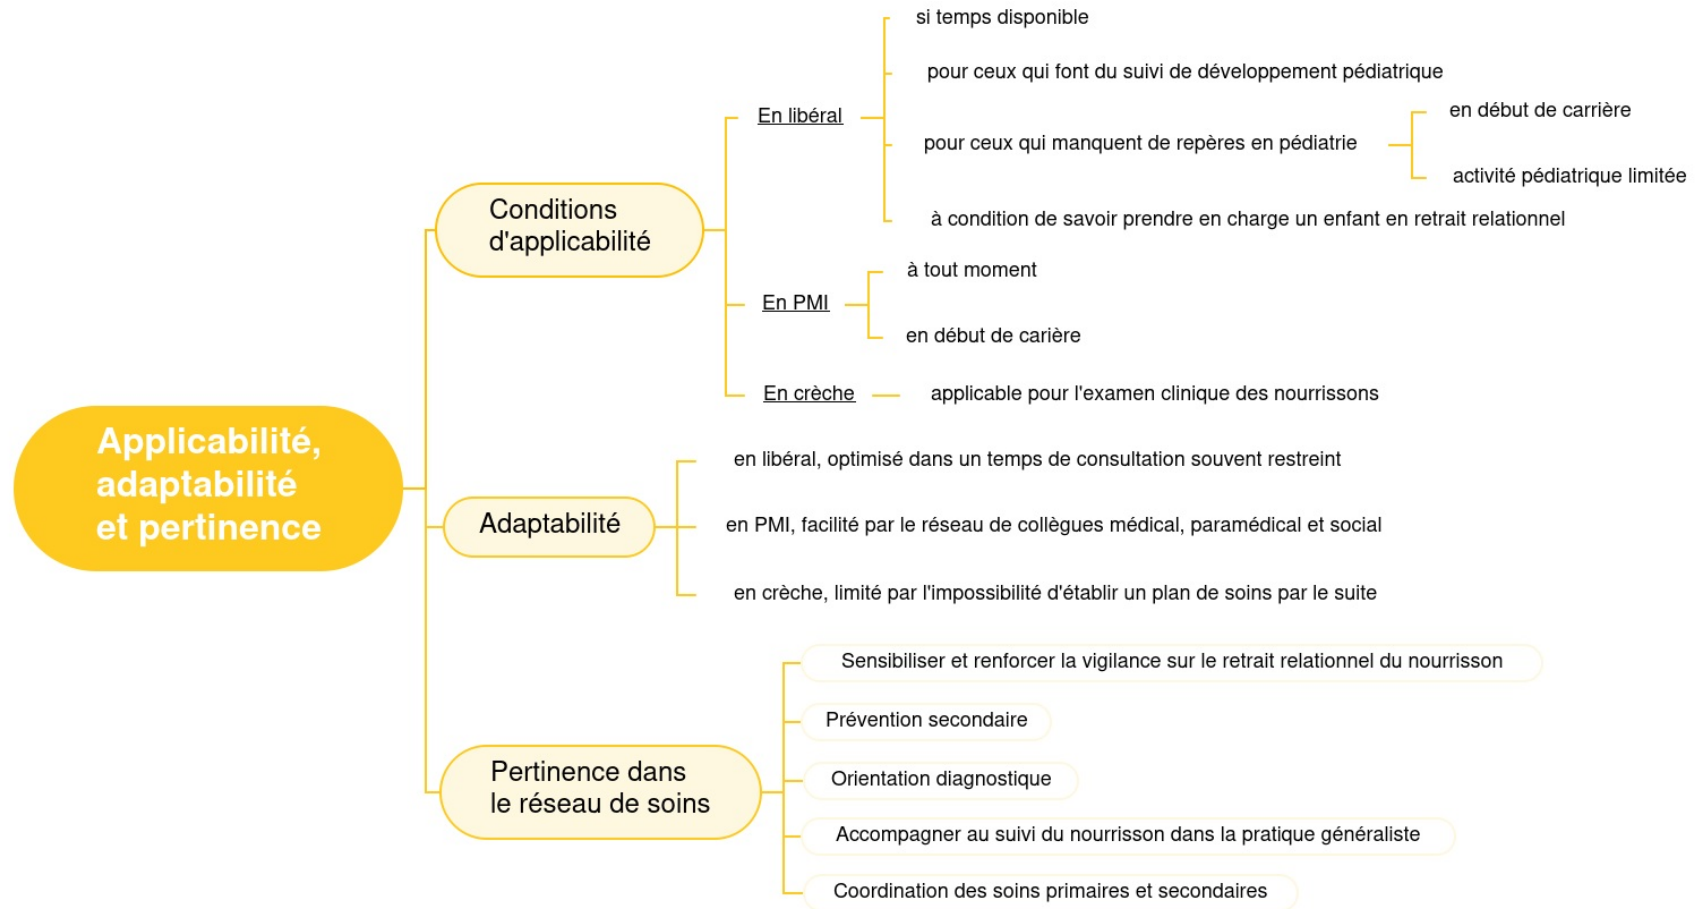 Applicabilité,
adaptabilité
et pertinence
Conditions
d'applicabilité
En libéral
si temps disponible
pour ceux qui font du suivi de développement pédiatrique
pour ceux qui manquent de repères en pédiatrie
en début de carrière
activité pédiatrique limitée
à condition de savoir prendre en charge un enfant en retrait relationnel
En PMI
à tout moment
en début de carière
En crèche
applicable pour l'examen clinique des nourrissons
Adaptabilité
en libéral, optimisé dans un temps de consultation souvent restreint
en PMI, facilité par le réseau de collègues médical, paramédical et social
en crèche, limité par l'impossibilité d'établir un plan de soins par le suite
Pertinence dans
le réseau de soins
Sensibiliser et renforcer la vigilance sur le retrait relationnel du nourrisson
Prévention secondaire
Orientation diagnostique
Accompagner au suivi du nourrisson dans la pratique généraliste
Coordination des soins primaires et secondaires